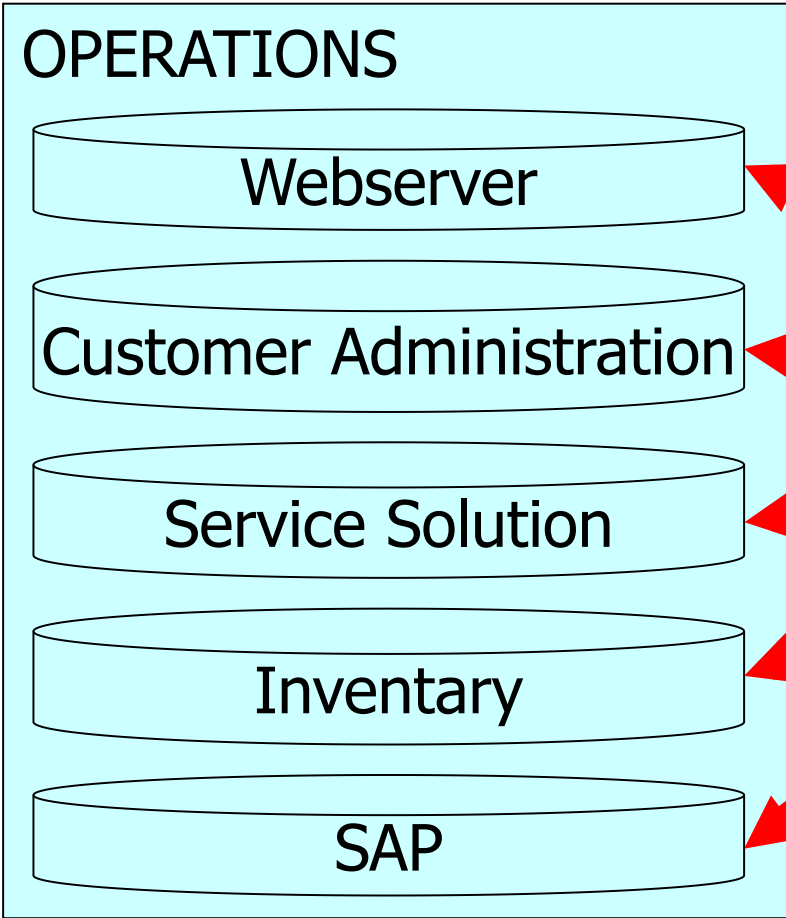 OPERATIONS
Webserver
Customer Administration
Service Solution
Inventary
SAP